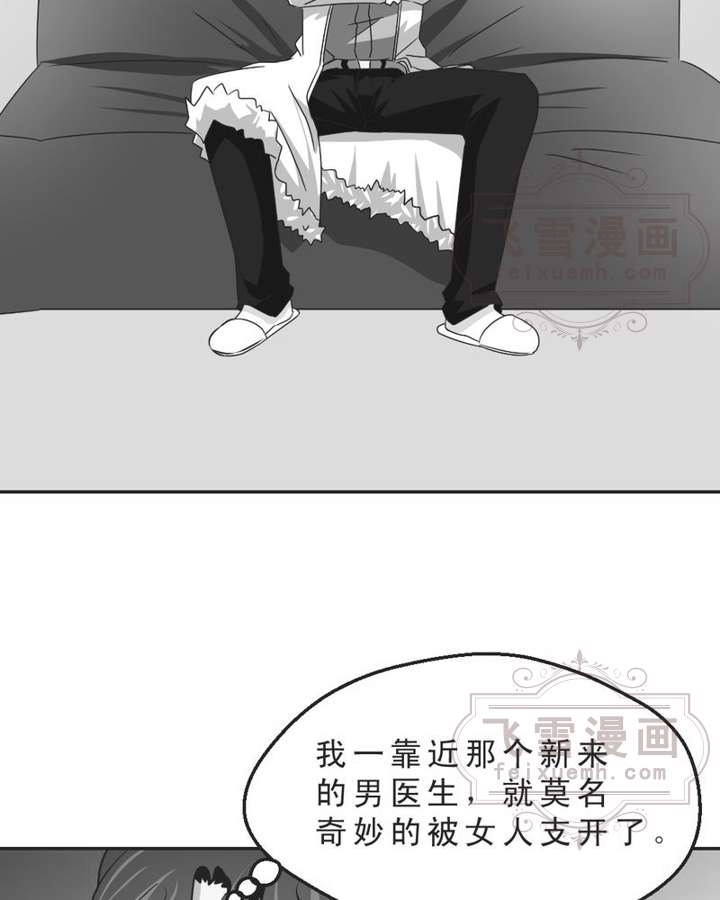 飞雪漫画
feixuemh.com
飞雪漫画
feixuemh.com
我一靠近那个新来
的男医生，就莫名
奇妙的被女人支开了。